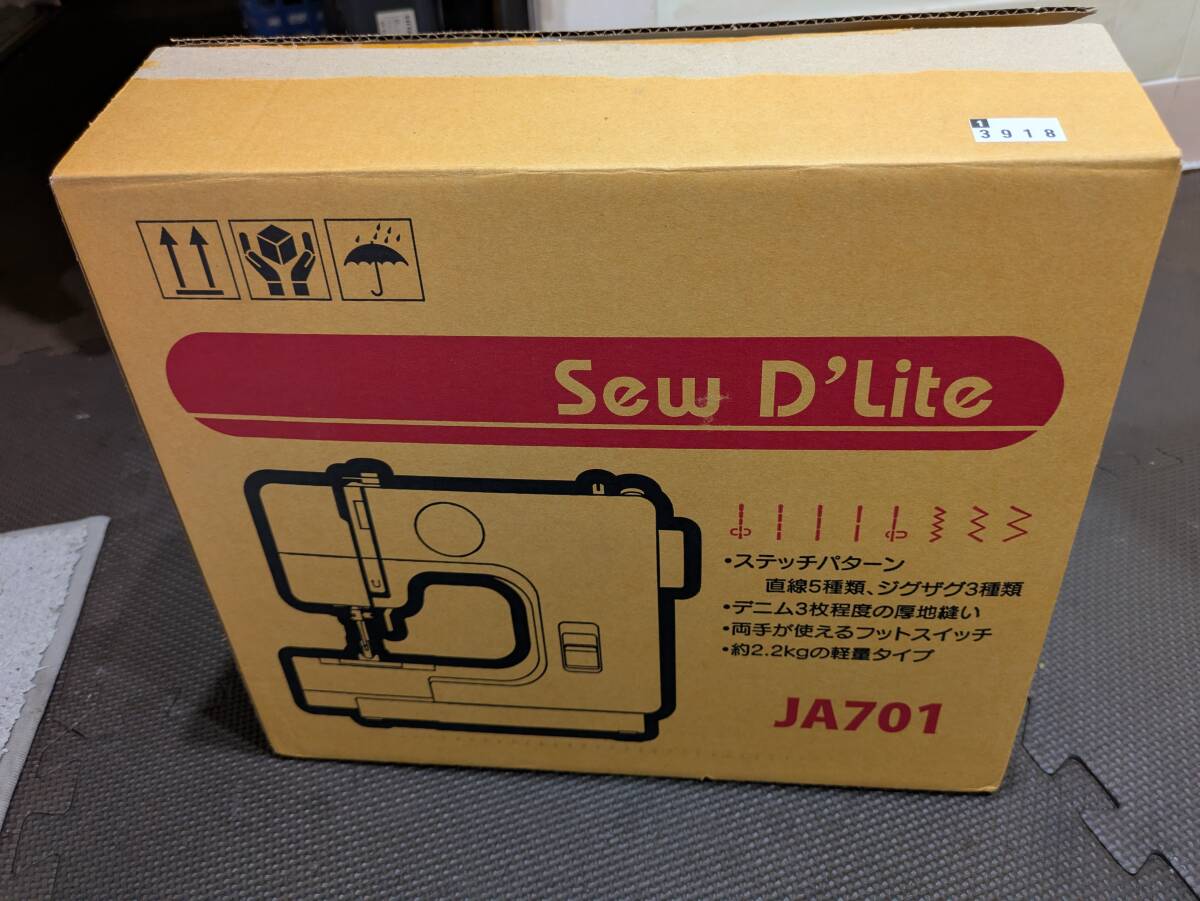 1
3918
Sew D'Lite
・ステッチパターン
直線5種類、ジグザグ3種類
・デニム3枚程度の厚地縫い
・両手が使えるフットスイッチ
・約2.2kgの軽量タイプ
JA701